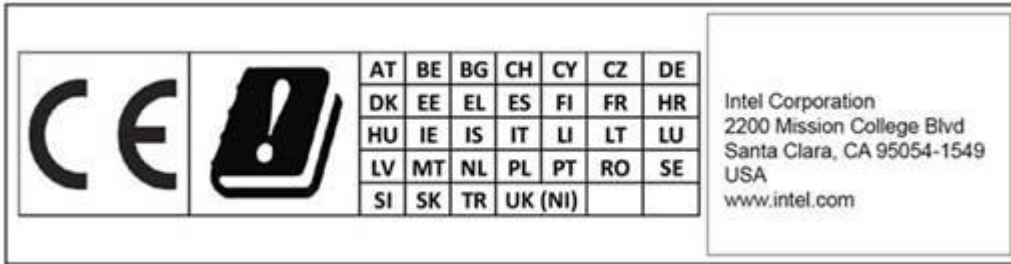 CE
AT BE BG CH CY CZ DE
DK EE EL ES FI FR HR
HU IE IS IT LI LT LU
LV MT NL PL PT RO SE
SI SK TR UK (NI)
Intel Corporation
2200 Mission College Blvd
Santa Clara, CA 95054-1549
USA
www.intel.com